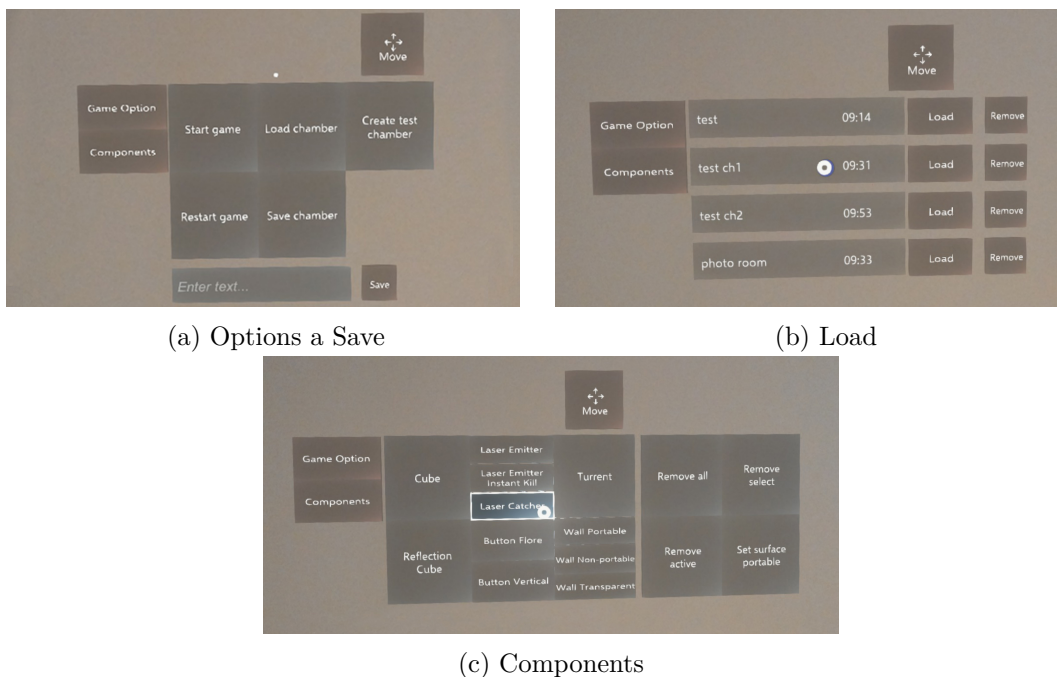 Move
Game Option
Components
Start game
Load chamber
Create test
chamber
Restart game
Save chamber
Enter text...
Save
(a) Options a Save
Move
Game Option
Components
test 09:14 Load Remove
test ch1 09:31 Load Remove
test ch2 09:53 Load Remove
photo room 09:33 Load Remove
(b) Load
Move
Game Option
Components
Cube
Reflection
Cube
Laser Emitter
Laser Emitter
Instant Kill
Laser Catcher
Button Flore
Button Vertical
Turrent
Wall Portable
Wall Non-portable
Wall Transparent
Remove all
Remove
select
Remove
active
Set surface
portable
(c) Components